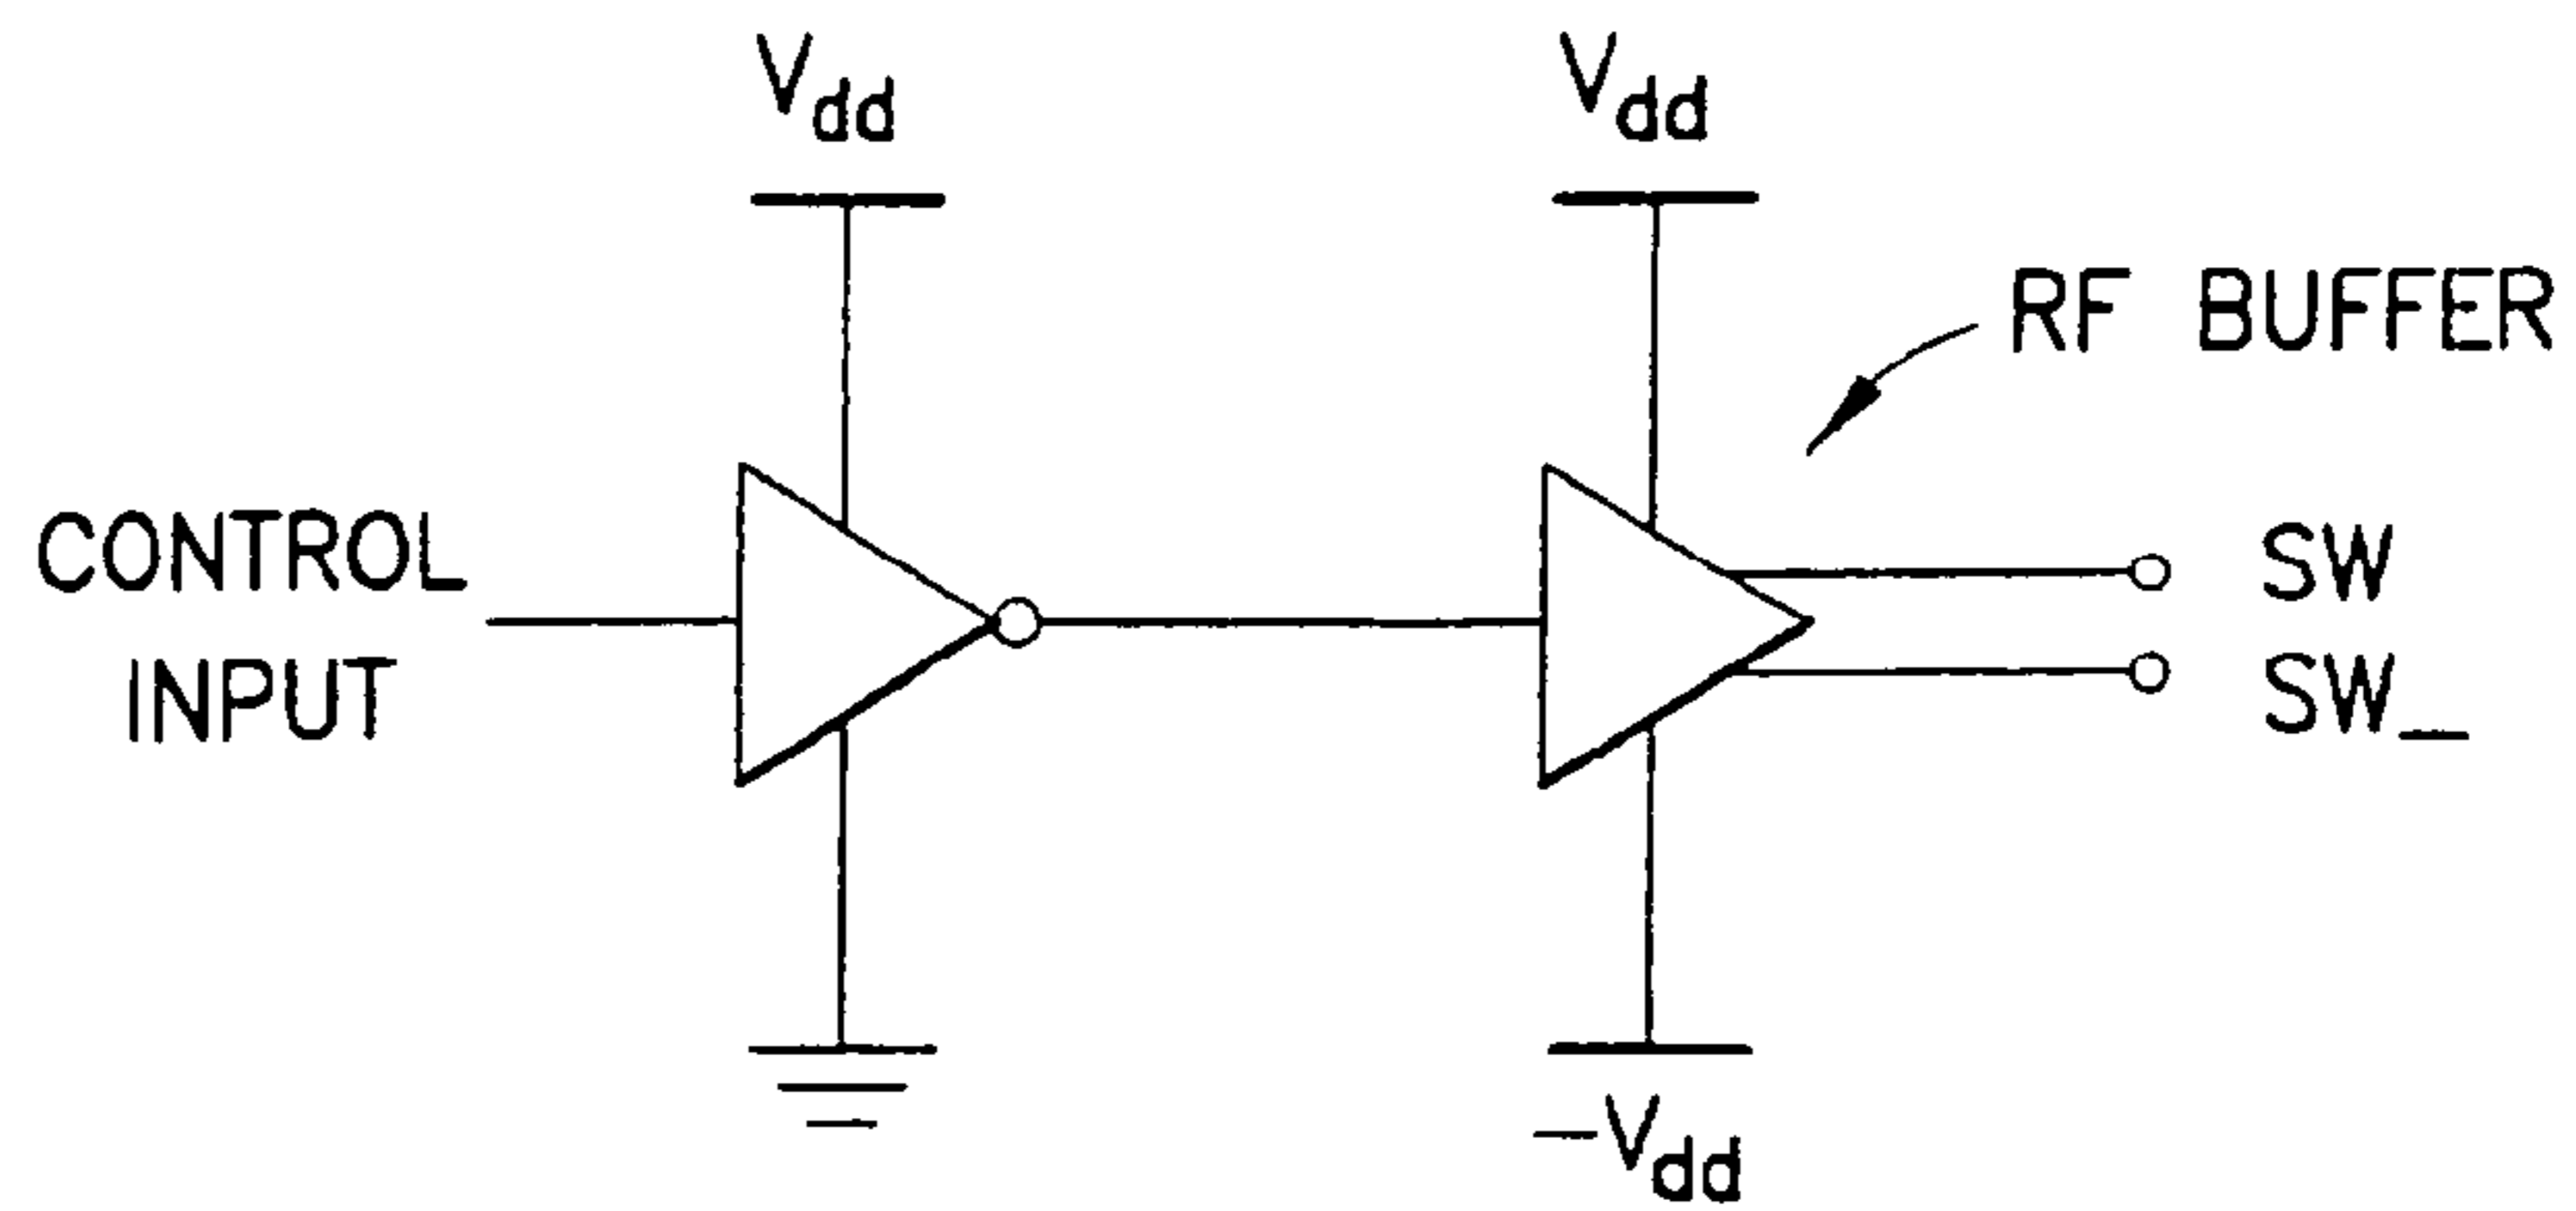 Vdd
Vdd
RF BUFFER
CONTROL
INPUT
SW
SW_
-Vdd